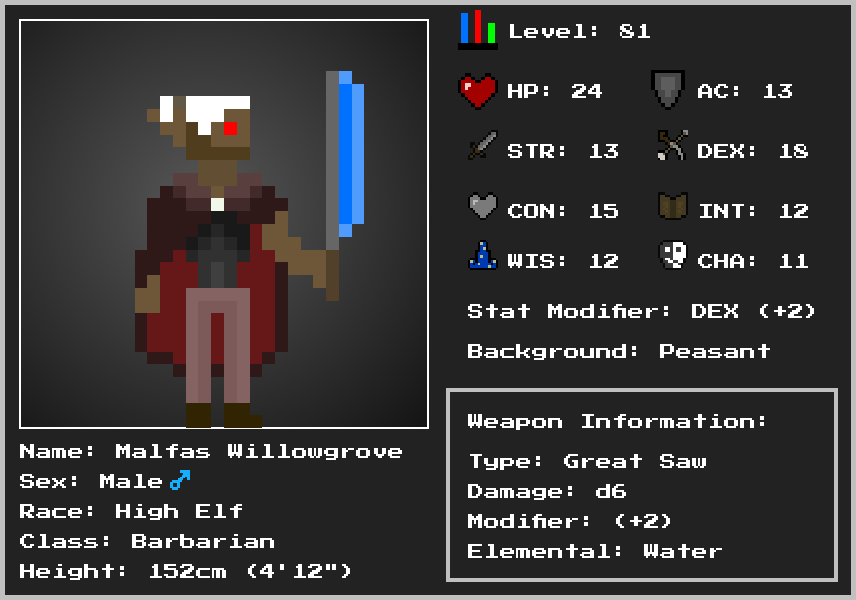 Level: 81
HP: 24 AC: 13
STR: 13 DEX: 18
CON: 15 INT: 12
WIS: 12 CHA: 11
Stat Modifier: DEX (+2)
Background: Peasant
Weapon Information:
Type: Great Saw
Damage: d6
Modifier: (+2)
Elemental: Water
Name: Malfas Willowgrove
Sex: Male♂
Race: High Elf
Class: Barbarian
Height: 152cm (4'12")